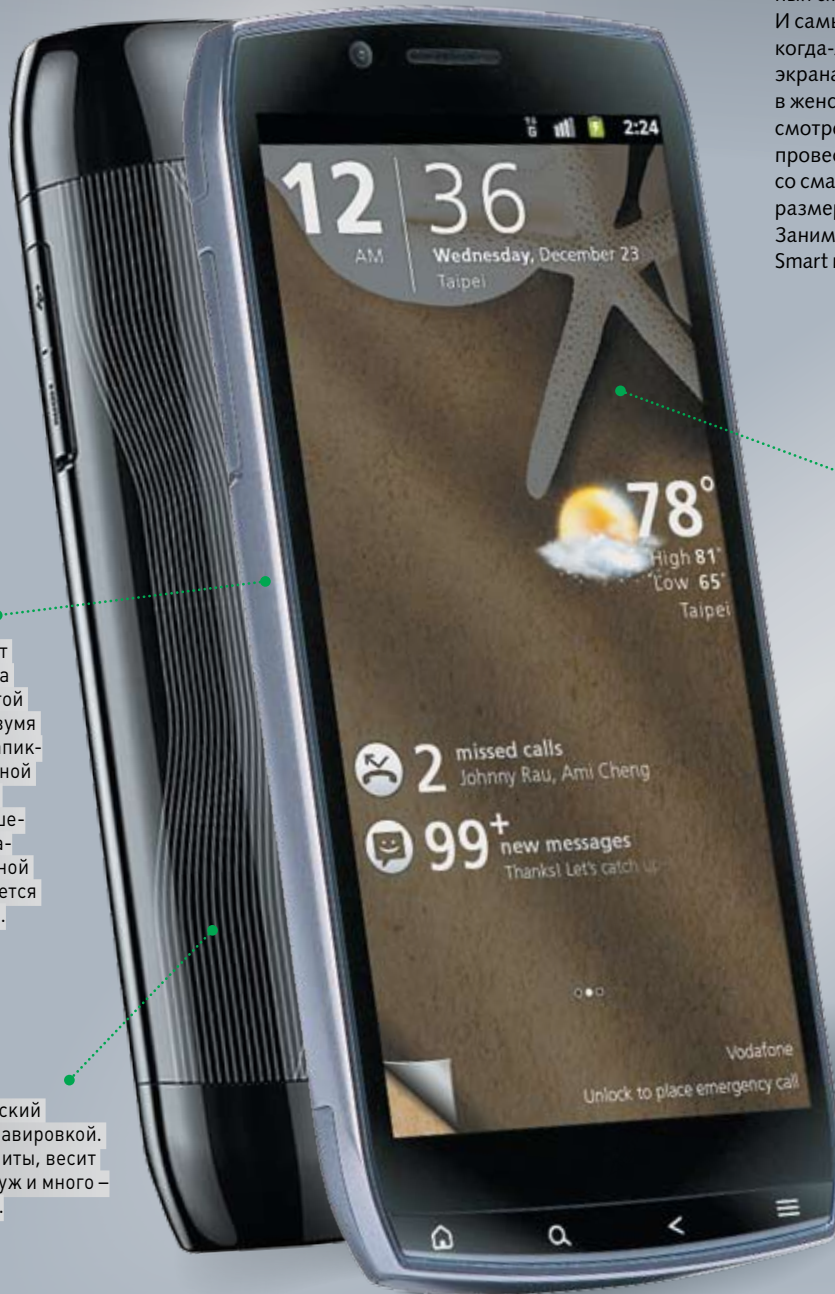 И самы
когда-
экрана
в женс
смотре
провес
со сма
размер
Заним
Smart
2:24
12 36
AM
Wednesday, December 23
Taipei
78°
High 81°
Low 65°
Taipei
2 missed calls
Johnny Rau, Ami Cheng
99+ new messages
Thanks! Let's catch up
Vodafone
Unlock to place emergency call
т
а
той
вумя
апик-
ной
ше-
а-
ной
ется
.
ский
авировкой.
иты, весит
уж и много –
.